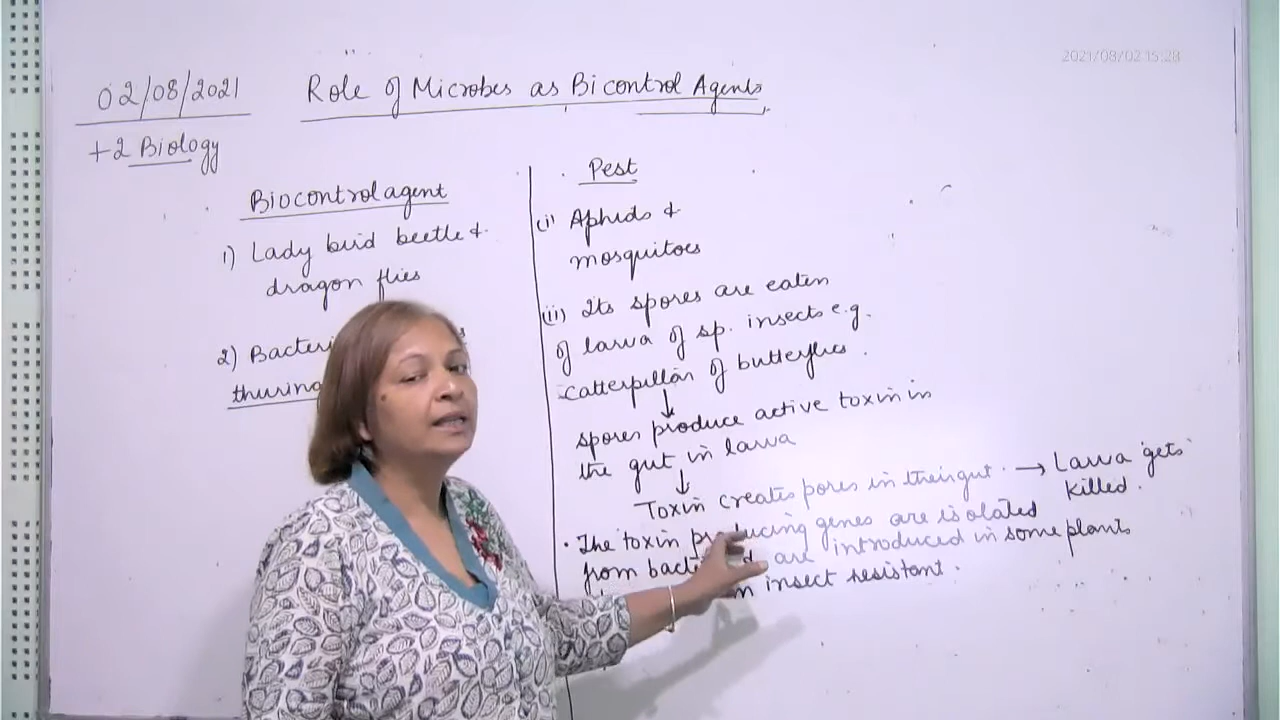 2021/08/02 15:28
02/08/2021
Role of Microbes as Bicontrol Agents
+2 Biology
Biocontrol agent
1) Lady bird beetle &
dragon flies
2) Bacteri
thuring
Pest
(i) Aphids &
mosquitoes
(ii) Its spores are eaten
of larva of sp. insects e.g.
catterpillar of butterflies.
↓
spores produce active toxin in
the gut in larva
↓
Toxin creates pores in their gut. → Larva gets
killed.
• The toxin producing genes are isolated
from bact are introduced in some plants
insect resistant.